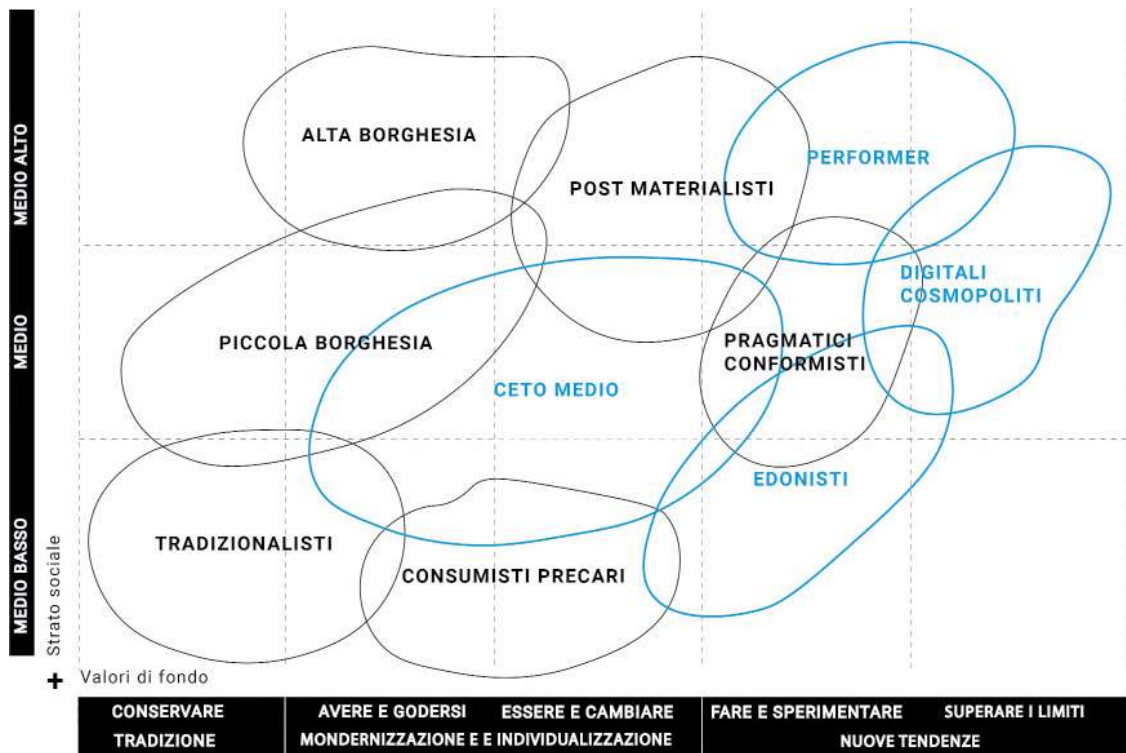 MEDIO ALTO
MEDIO
MEDIO BASSO
Strato sociale
ALTA BORGHESIA
PERFORMER
POST MATERIALISTI
DIGITALI
COSMOPOLITI
PICCOLA BORGHESIA
PRAGMATICI
CONFORMISTI
CETO MEDIO
EDONISTI
TRADIZIONALISTI
CONSUMISTI PRECARI
+ Valori di fondo
CONSERVARE
TRADIZIONE
AVERE E GODERSI
ESSERE E CAMBIARE
MONDERNIZZAZIONE E E INDIVIDUALIZZAZIONE
FARE E SPERIMENTARE
SUPERARE I LIMITI
NUOVE TENDENZE